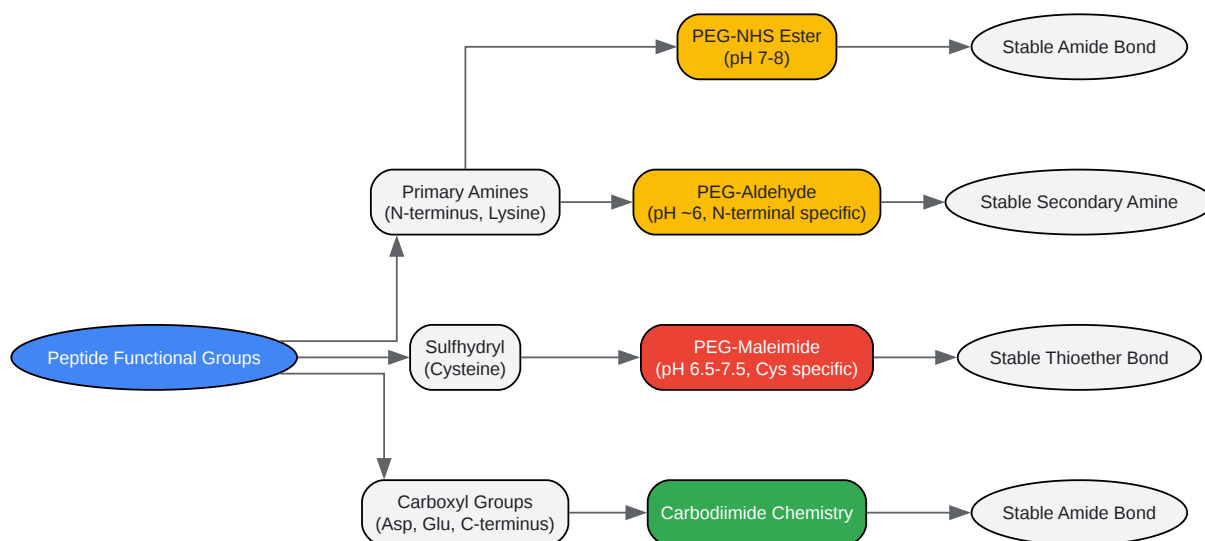 PEG-NHS Ester
(pH 7-8)
Stable Amide Bond
Primary Amines
(N-terminus, Lysine)
PEG-Aldehyde
(pH ~6, N-terminal specific)
Stable Secondary Amine
Peptide Functional Groups
Sulfhydryl
(Cysteine)
PEG-Maleimide
(pH 6.5-7.5, Cys specific)
Stable Thioether Bond
Carboxyl Groups
(Asp, Glu, C-terminus)
Carbodiimide Chemistry
Stable Amide Bond